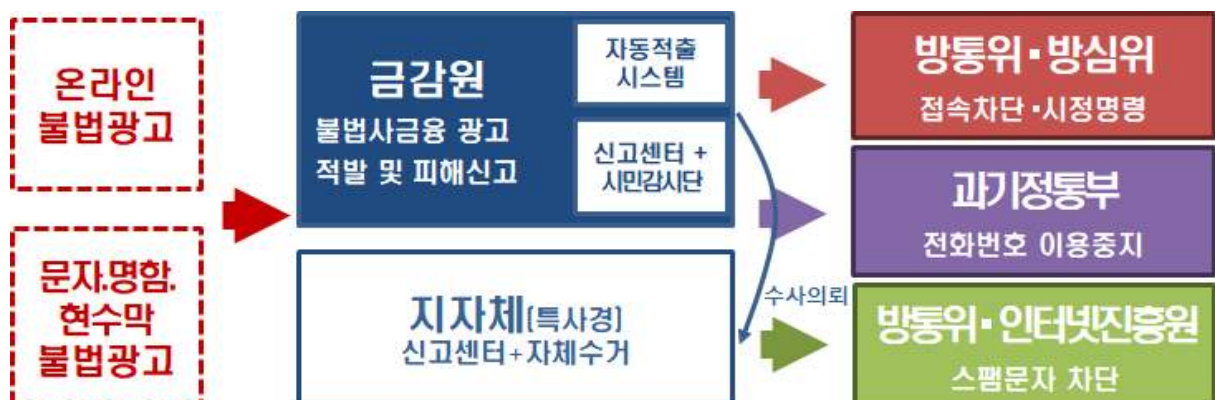 온라인
불법광고
문자.명함.
현수막
불법광고
금감원
불법사금융 광고
적발 및 피해신고
자동적출
시스템
신고센터 +
시민감시단
지자체(특사경)
신고센터+자체수거
수사의뢰
방통위▪방심위
접속차단 ▪시정명령
과기정통부
전화번호 이용중지
방통위▪인터넷진흥원
스팸문자 차단